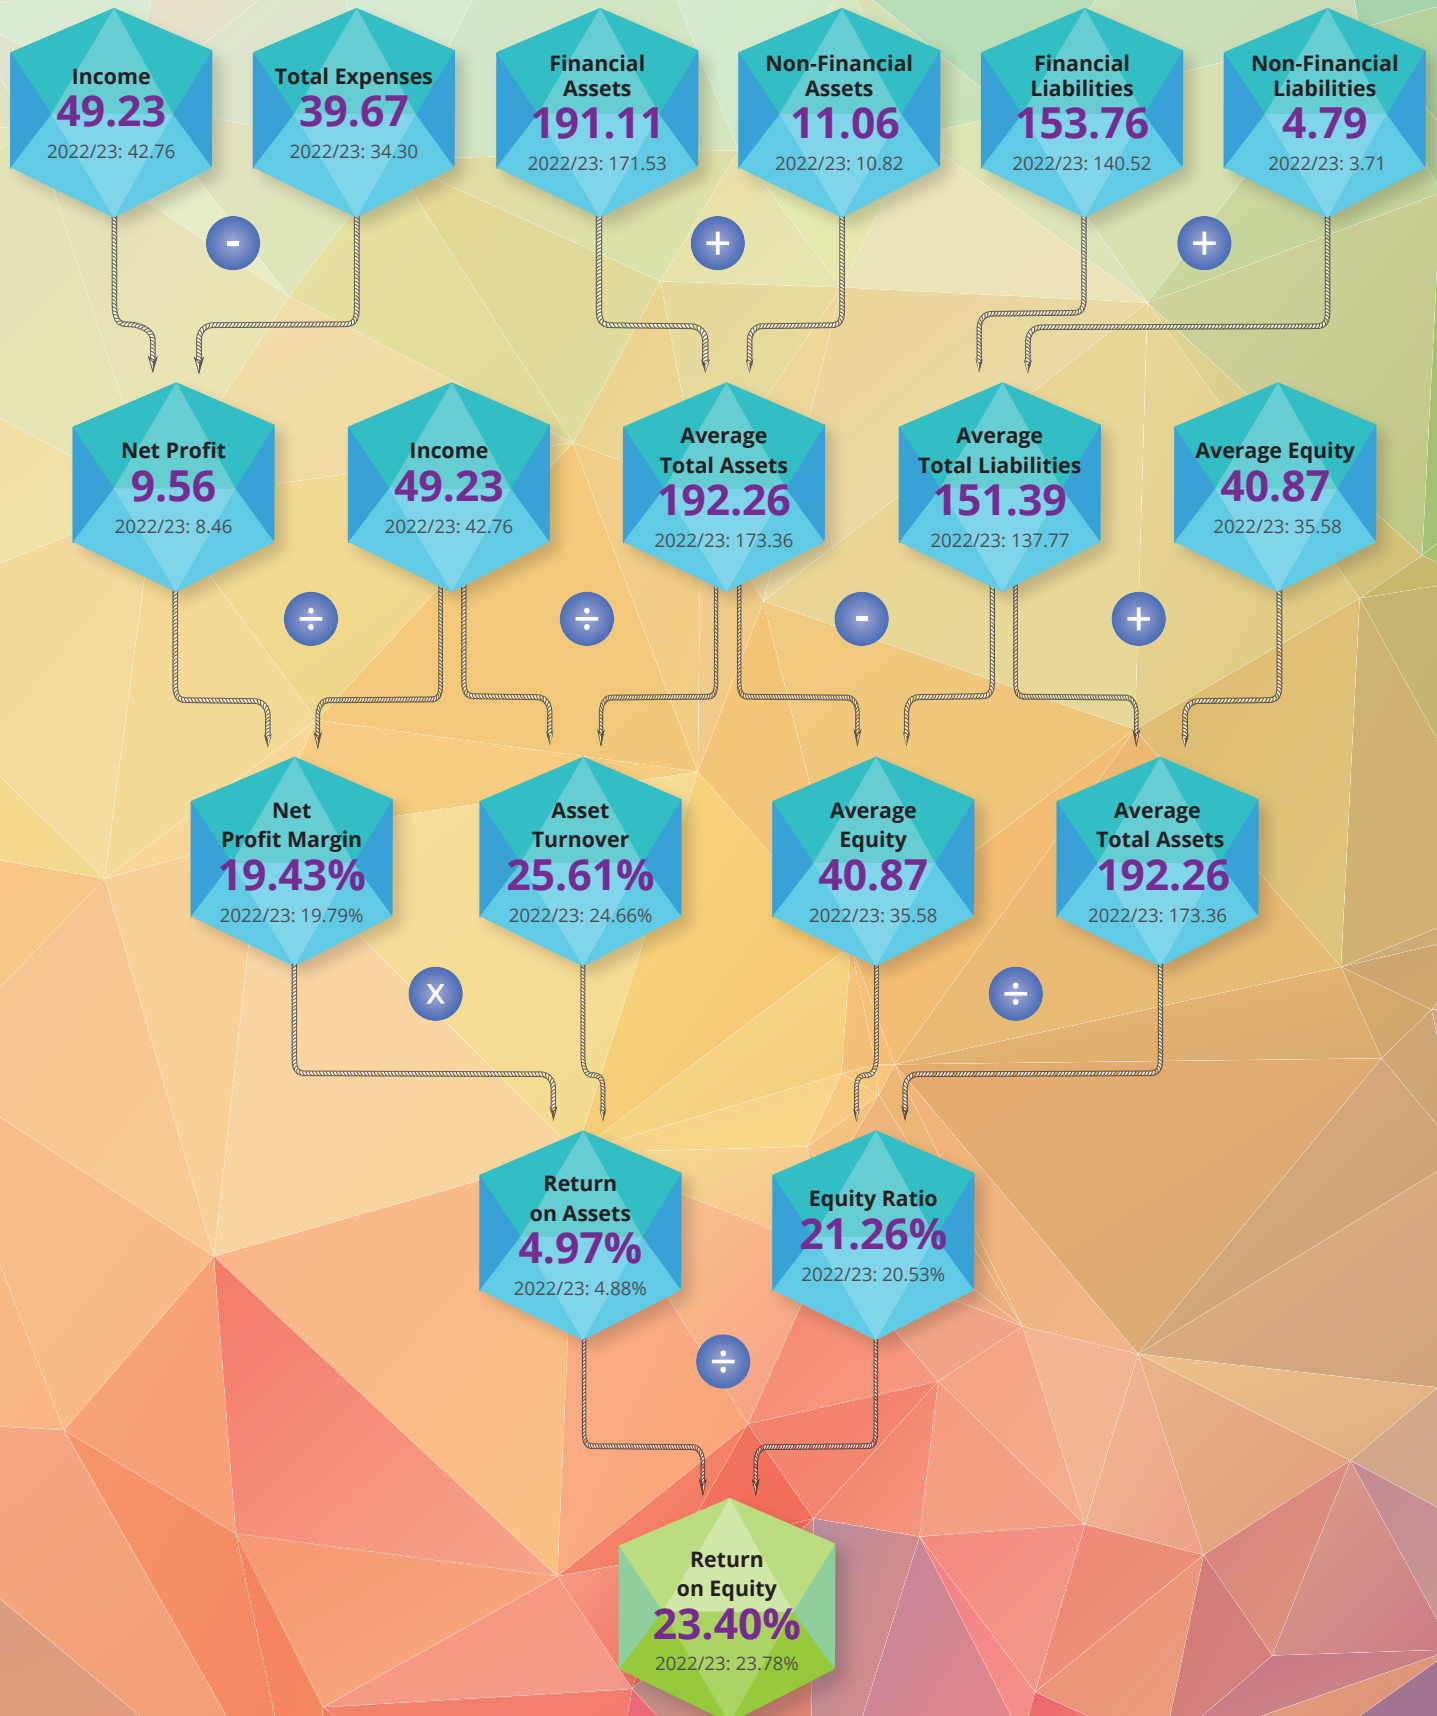 Income
49.23
2022/23: 42.76
Total Expenses
39.67
2022/23: 34.30
Financial
Assets
191.11
2022/23: 171.53
Non-Financial
Assets
11.06
2022/23: 10.82
Financial
Liabilities
153.76
2022/23: 140.52
Non-Financial
Liabilities
4.79
2022/23: 3.71
-
+
+
Net Profit
9.56
2022/23: 8.46
Income
49.23
2022/23: 42.76
Average
Total Assets
192.26
2022/23: 173.36
Average
Total Liabilities
151.39
2022/23: 137.77
Average Equity
40.87
2022/23: 35.58
÷
÷
-
+
Net
Profit Margin
19.43%
2022/23: 19.79%
Asset
Turnover
25.61%
2022/23: 24.66%
Average
Equity
40.87
2022/23: 35.58
Average
Total Assets
192.26
2022/23: 173.36
x
÷
Return
on Assets
4.97%
2022/23: 4.88%
Equity Ratio
21.26%
2022/23: 20.53%
÷
Return
on Equity
23.40%
2022/23: 23.78%